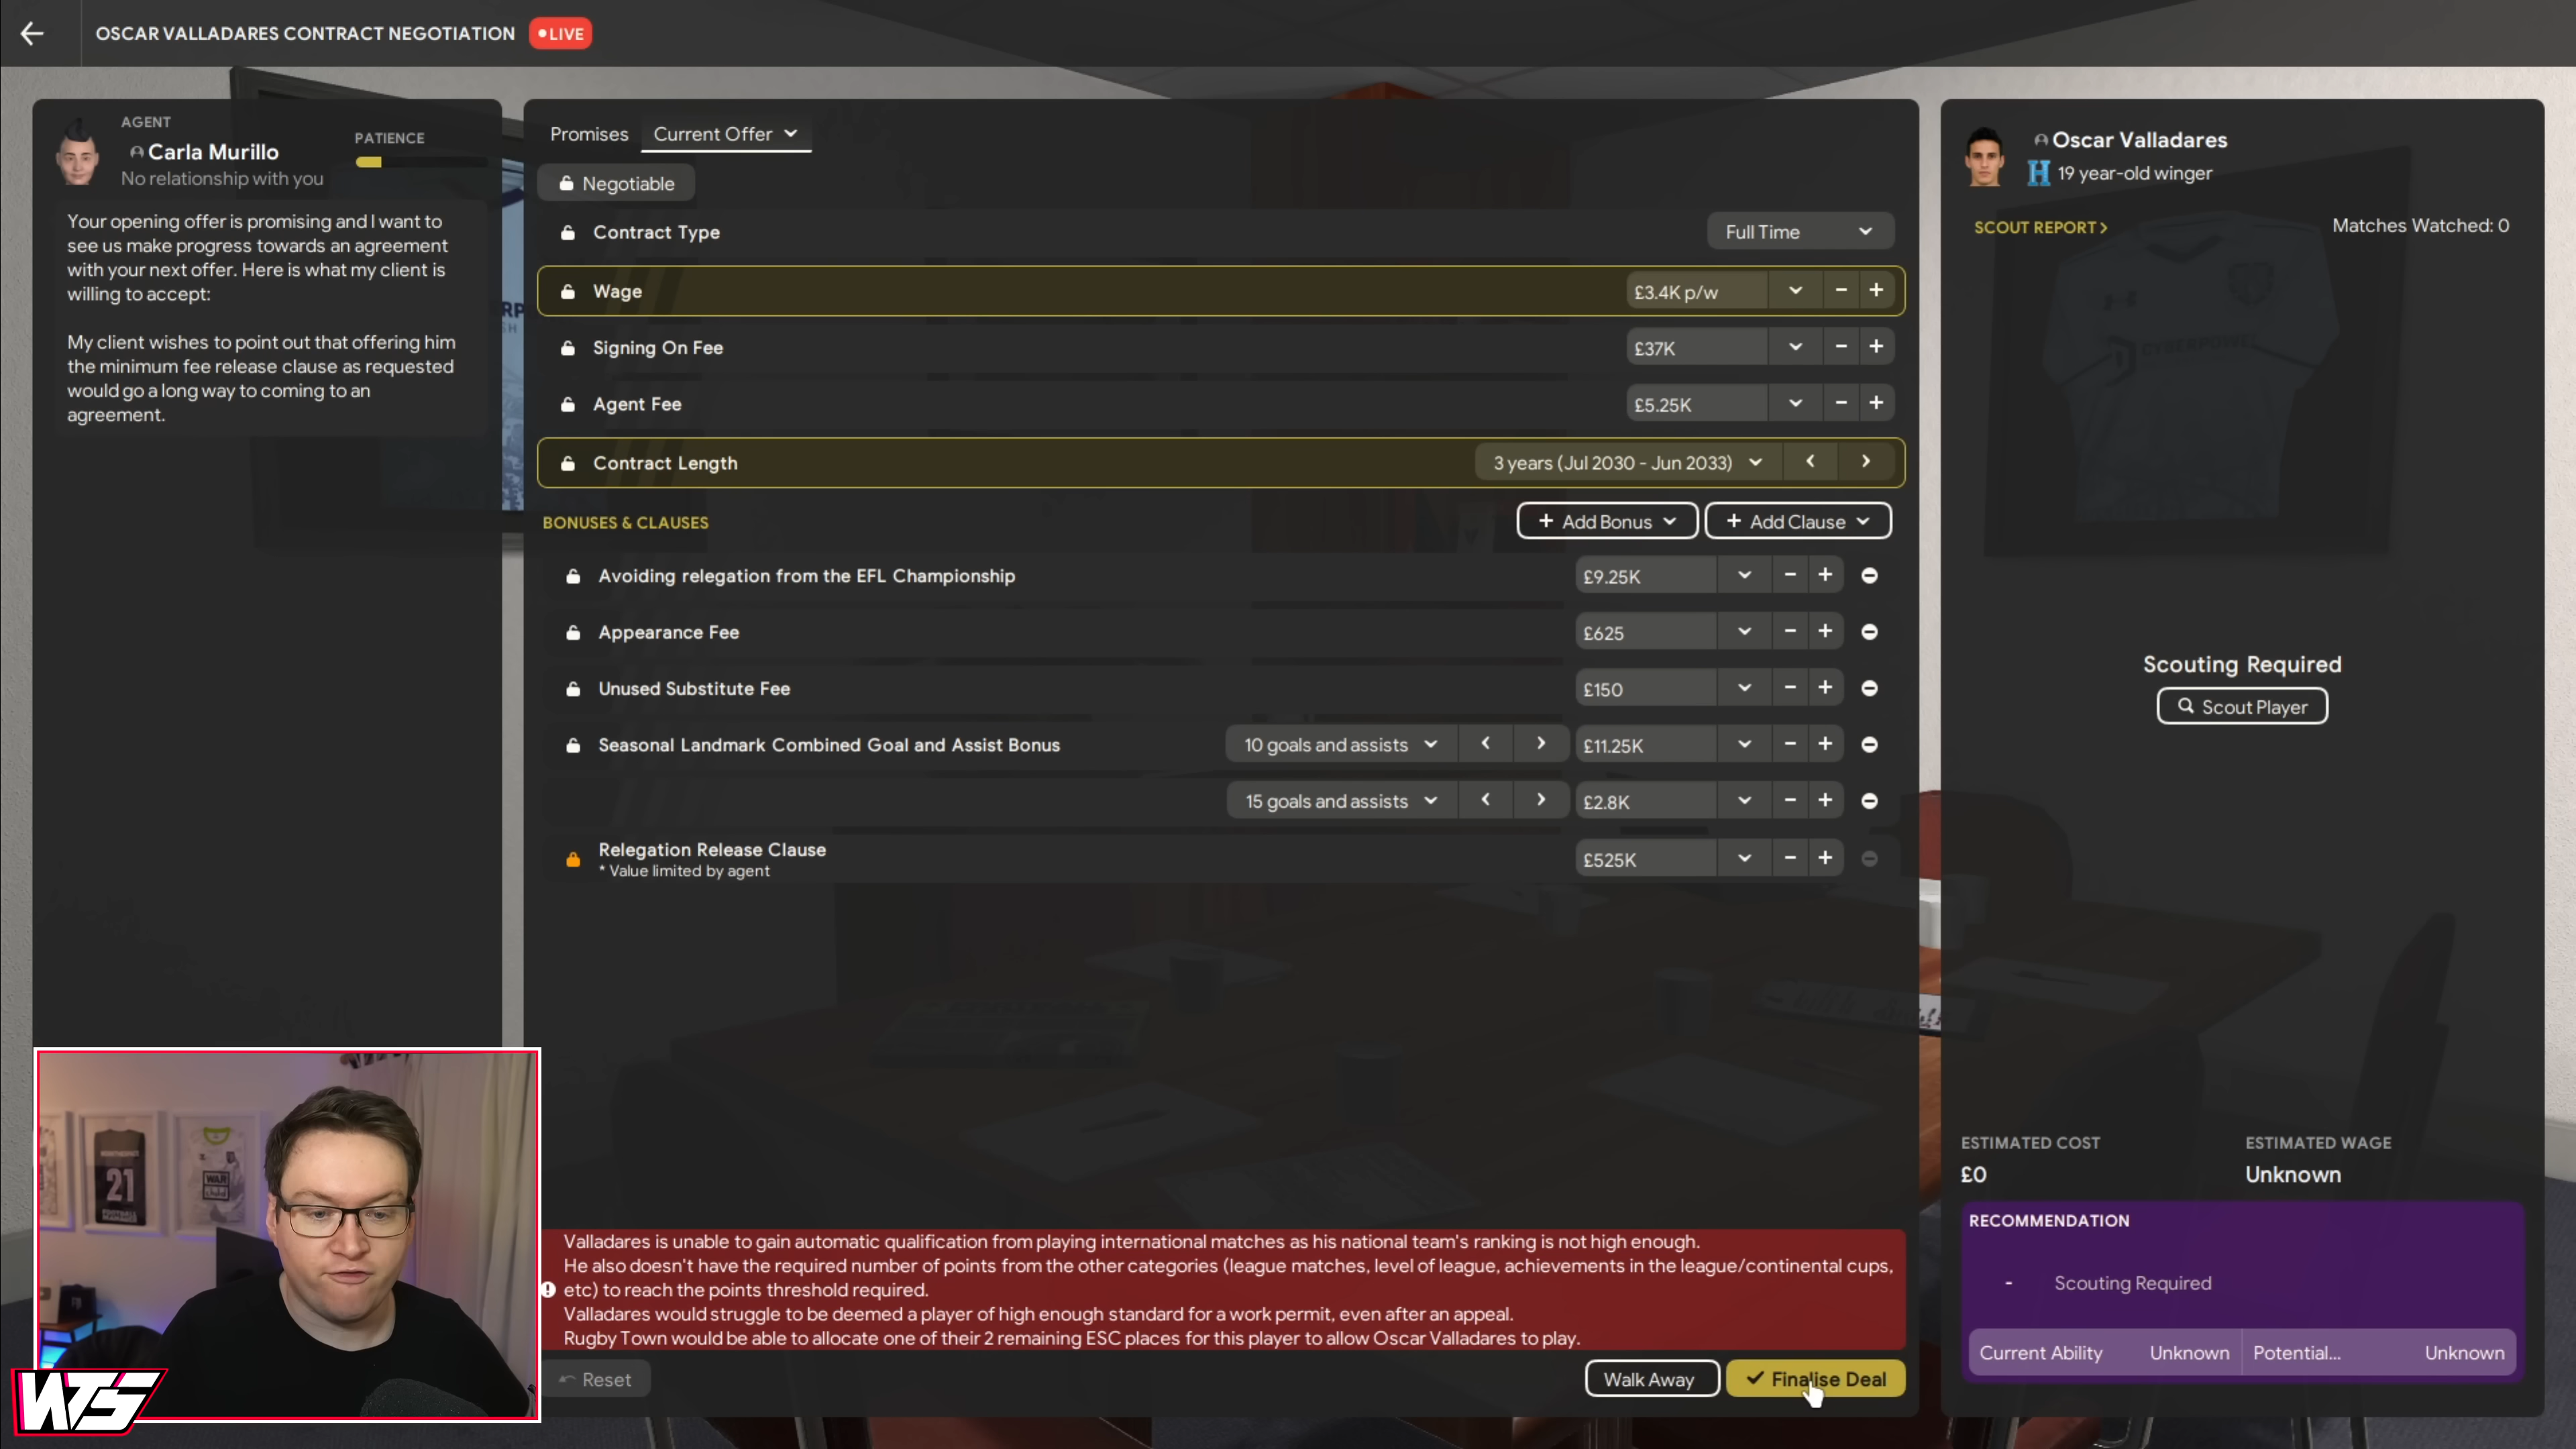 OSCAR VALLADARES CONTRACT NEGOTIATION
LIVE
AGENT
Carla Murillo
No relationship with you
PATIENCE
Your opening offer is promising and I want to
see us make progress towards an agreement
with your next offer. Here is what my client is
willing to accept:
My client wishes to point out that offering him
the minimum fee release clause as requested
would go a long way to coming to an
agreement.
Promises
Current Offer
Negotiable
Contract Type
Full Time
Wage
£3.4K p/w
Signing On Fee
£37K
Agent Fee
£5.25K
Contract Length
3 years (Jul 2030 - Jun 2033)
BONUSES & CLAUSES
+ Add Bonus
+ Add Clause
Avoiding relegation from the EFL Championship
£9.25K
Appearance Fee
£625
Unused Substitute Fee
£150
Seasonal Landmark Combined Goal and Assist Bonus
10 goals and assists
£11.25K
15 goals and assists
£2.8K
Relegation Release Clause
* Value limited by agent
£525K
Valladares is unable to gain automatic qualification from playing international matches as his national team's ranking is not high enough.
He also doesn't have the required number of points from the other categories (league matches, level of league, achievements in the league/continental cups,
etc) to reach the points threshold required.
Valladares would struggle to be deemed a player of high enough standard for a work permit, even after an appeal.
Rugby Town would be able to allocate one of their 2 remaining ESC places for this player to allow Oscar Valladares to play.
Reset
Walk Away
Finalise Deal
Oscar Valladares
H
19 year-old winger
SCOUT REPORT >
Matches Watched: 0
Scouting Required
Scout Player
ESTIMATED COST
£0
ESTIMATED WAGE
Unknown
RECOMMENDATION
- Scouting Required
Current Ability
Unknown
Potential...
Unknown
21
WTS